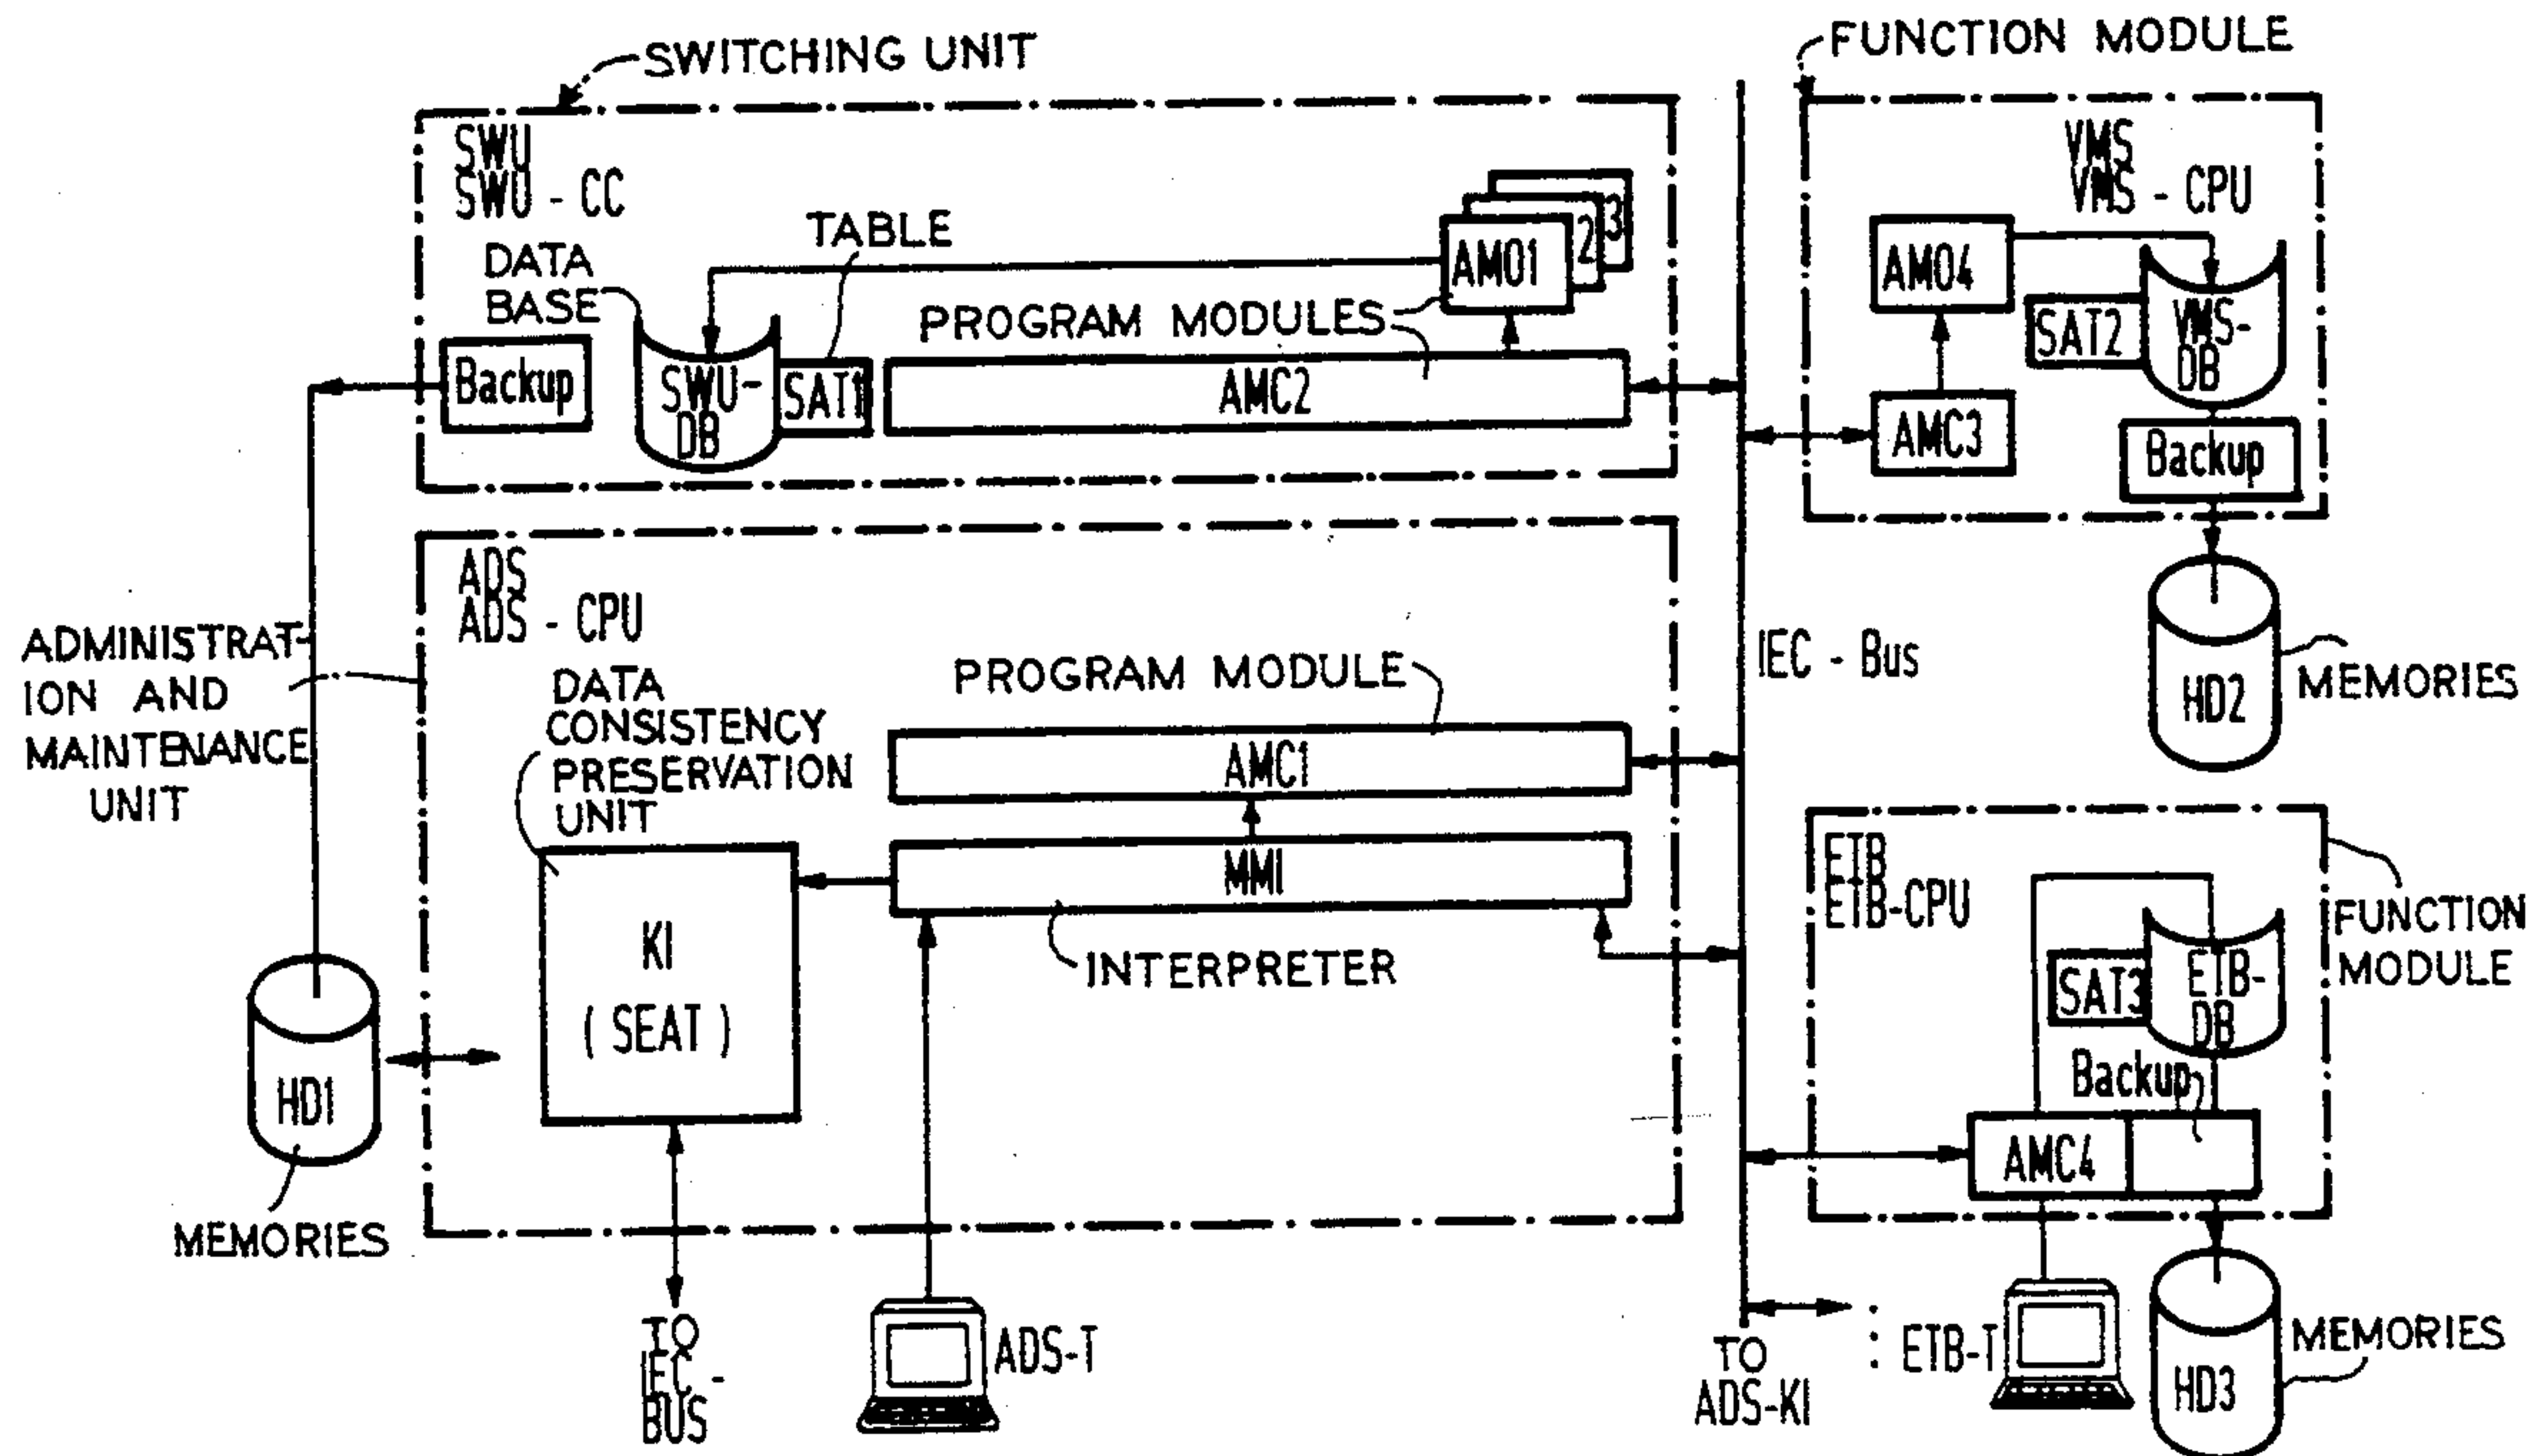 SWITCHING UNIT
FUNCTION MODULE
SWU
SWU - CC
TABLE
DATA
BASE
Backup
SWU-
DB
SAT1
PROGRAM MODULES
AMO1
2
3
AMC2
VMS
VMS - CPU
AMO4
SAT2
VMS-
DB
AMC3
Backup
HD2
MEMORIES
IEC - Bus
ADS
ADS - CPU
ADMINISTRAT-
ION AND
MAINTENANCE
UNIT
DATA
CONSISTENCY
PRESERVATION
UNIT
PROGRAM MODULE
AMC1
MMI
INTERPRETER
KI
( SEAT )
HD1
MEMORIES
TO
IEC -
BUS
ADS-T
ETB
ETB-CPU
FUNCTION
MODULE
SAT3
ETB-
DB
Backup
AMC4
TO
ADS-KI
ETB-T
HD3
MEMORIES